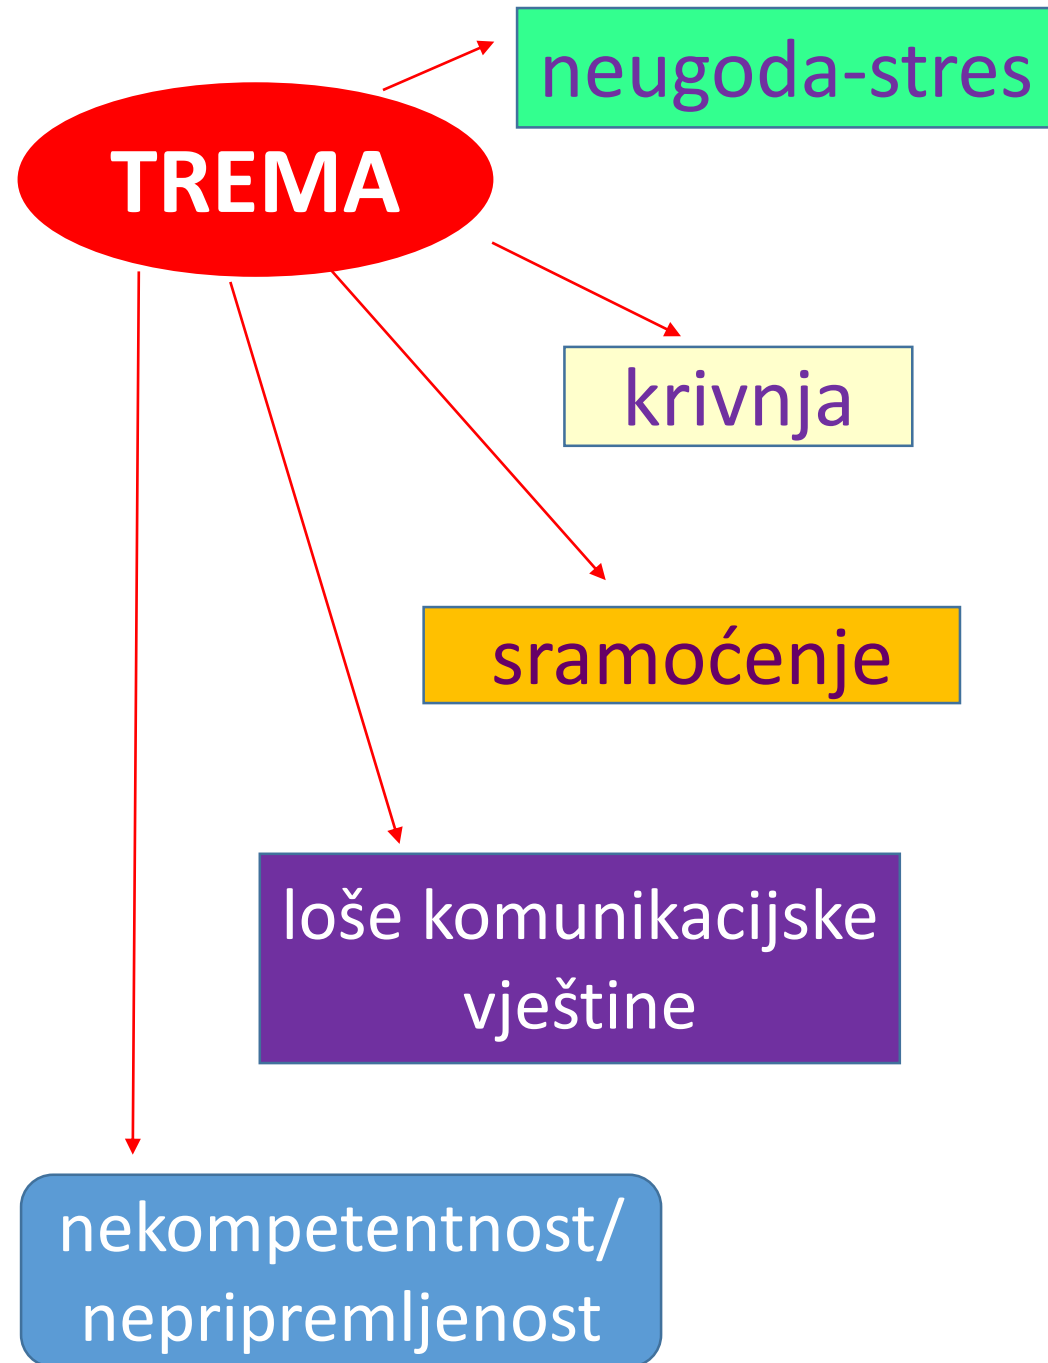 neugoda-stres
TREMA
krivnja
sramoćenje
loše komunikacijske
vještine
nekompetentnost/
nepripremljenost